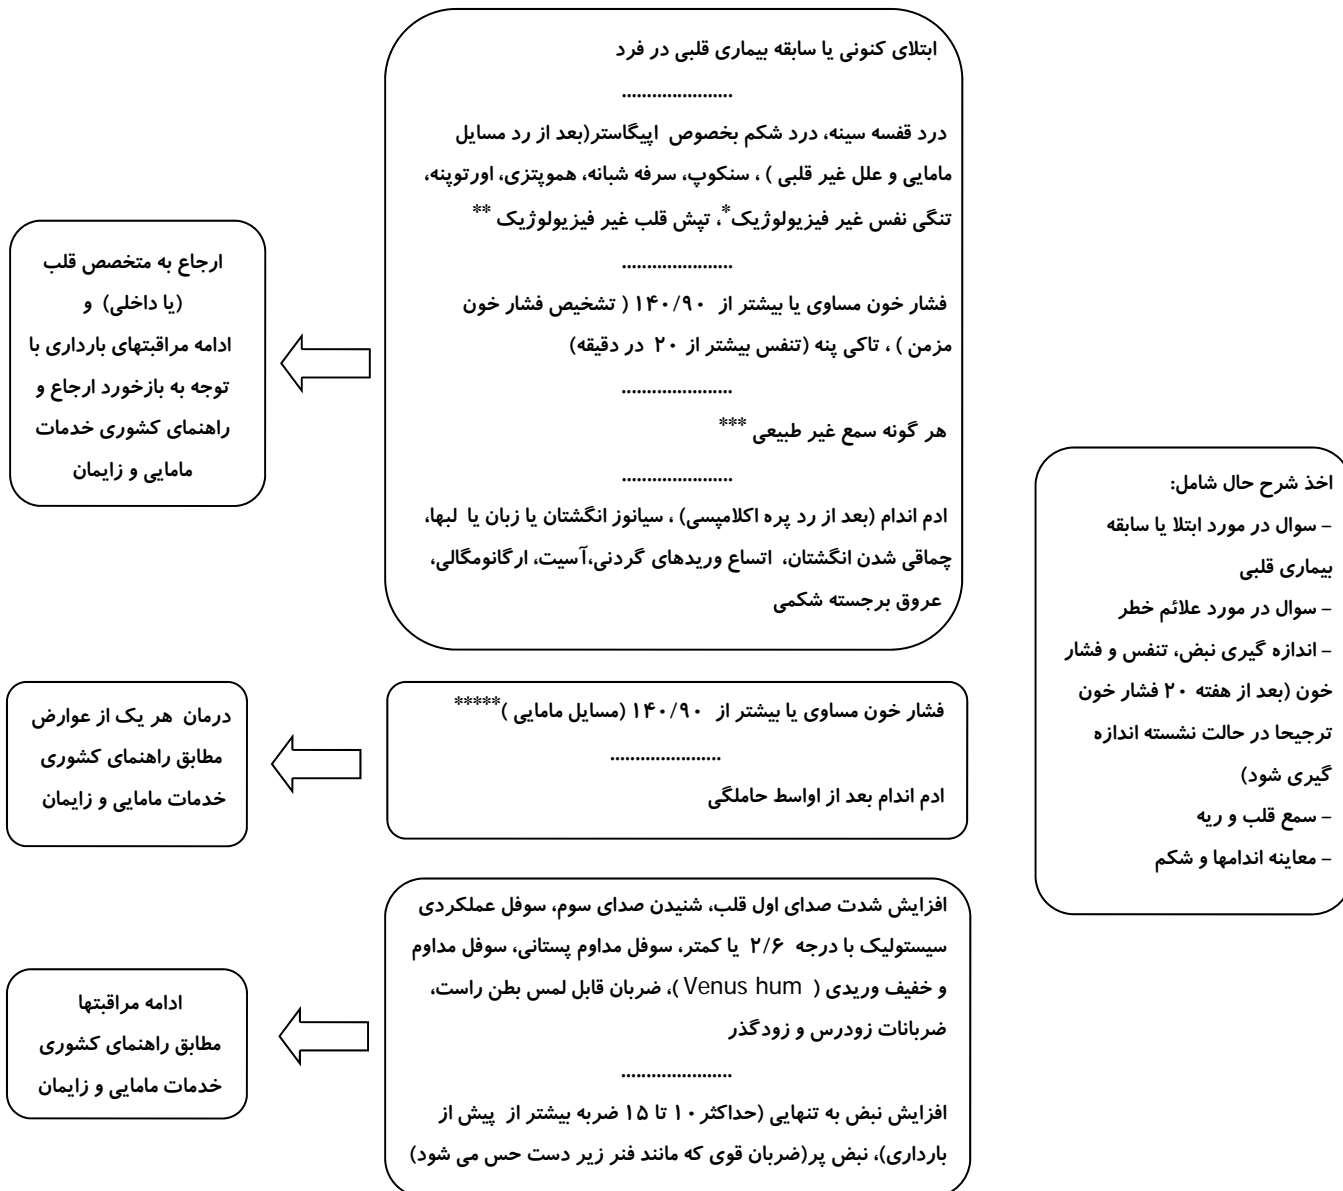 اخذ شرح حال شامل:
- سوال در مورد ابتلا یا سابقه
بیماری قلبی
- سوال در مورد علائم خطر
- اندازه گیری نبض، تنفس و فشار
خون (بعد از هفته ۲۰ فشار خون
ترجیحا در حالت نشسته اندازه
گیری شود)
- سمع قلب و ریه
- معاینه اندامها و شکم
ابتلای کنونی یا سابقه بیماری قلبی در فرد
......................
درد قفسه سینه، درد شکم بخصوص اپیگاستر(بعد از رد مسایل
مامایی و علل غیر قلبی ) ، سنکوپ، سرفه شبانه، هموپتزی، اورتوپنه،
تنگی نفس غیر فیزیولوژیک*، تپش قلب غیر فیزیولوژیک **
......................
فشار خون مساوی یا بیشتر از ۱۴۰/۹۰ ( تشخیص فشار خون
مزمن ) ، تاکی پنه (تنفس بیشتر از ۲۰ در دقیقه)
......................
هر گونه سمع غیر طبیعی ***
......................
ادم اندام (بعد از رد پره اکلامپسی) ، سیانوز انگشتان یا زبان یا لبها،
چماقی شدن انگشتان، اتساع وریدهای گردنی،آسیت، ارگانومگالی،
عروق برجسته شکمی
ارجاع به متخصص قلب
(یا داخلی) و
ادامه مراقبتهای بارداری با
توجه به بازخورد ارجاع و
راهنمای کشوری خدمات
مامایی و زایمان
فشار خون مساوی یا بیشتر از ۱۴۰/۹۰ (مسایل مامایی )*****
......................
ادم اندام بعد از اواسط حاملگی
درمان هر یک از عوارض
مطابق راهنمای کشوری
خدمات مامایی و زایمان
افزایش شدت صدای اول قلب، شنیدن صدای سوم، سوفل عملکردی
سیستولیک با درجه ۲/۶ یا کمتر، سوفل مداوم پستانی، سوفل مداوم
و خفیف وریدی ( Venus hum )، ضربان قابل لمس بطن راست،
ضربانات زودرس و زودگذر
......................
افزایش نبض به تنهایی (حداکثر ۱۰ تا ۱۵ ضربه بیشتر از پیش از
بارداری)، نبض پر(ضربان قوی که مانند فنر زیر دست حس می شود)
ادامه مراقبتها
مطابق راهنمای کشوری
خدمات مامایی و زایمان